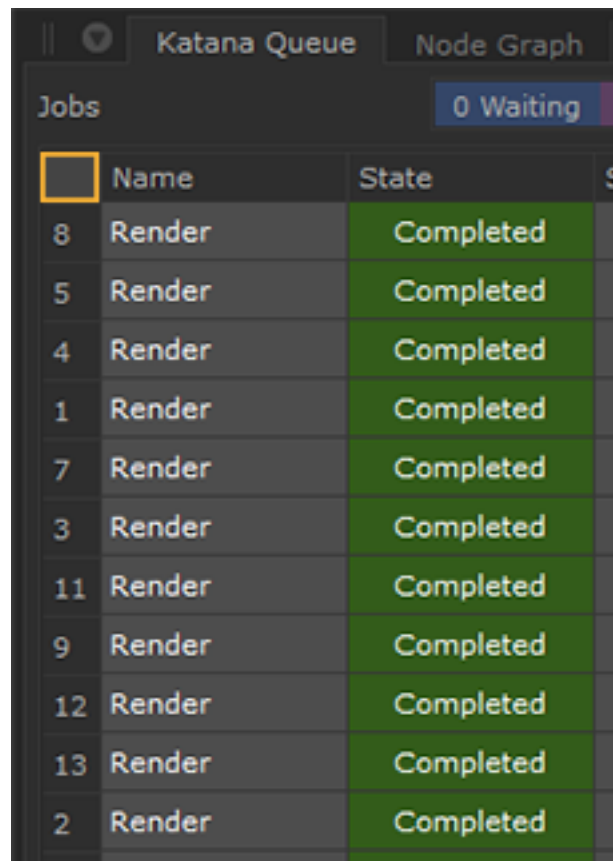 Katana Queue Node Graph
Jobs 0 Waiting
Name State
8 Render Completed
5 Render Completed
4 Render Completed
1 Render Completed
7 Render Completed
3 Render Completed
11 Render Completed
9 Render Completed
12 Render Completed
13 Render Completed
2 Render Completed